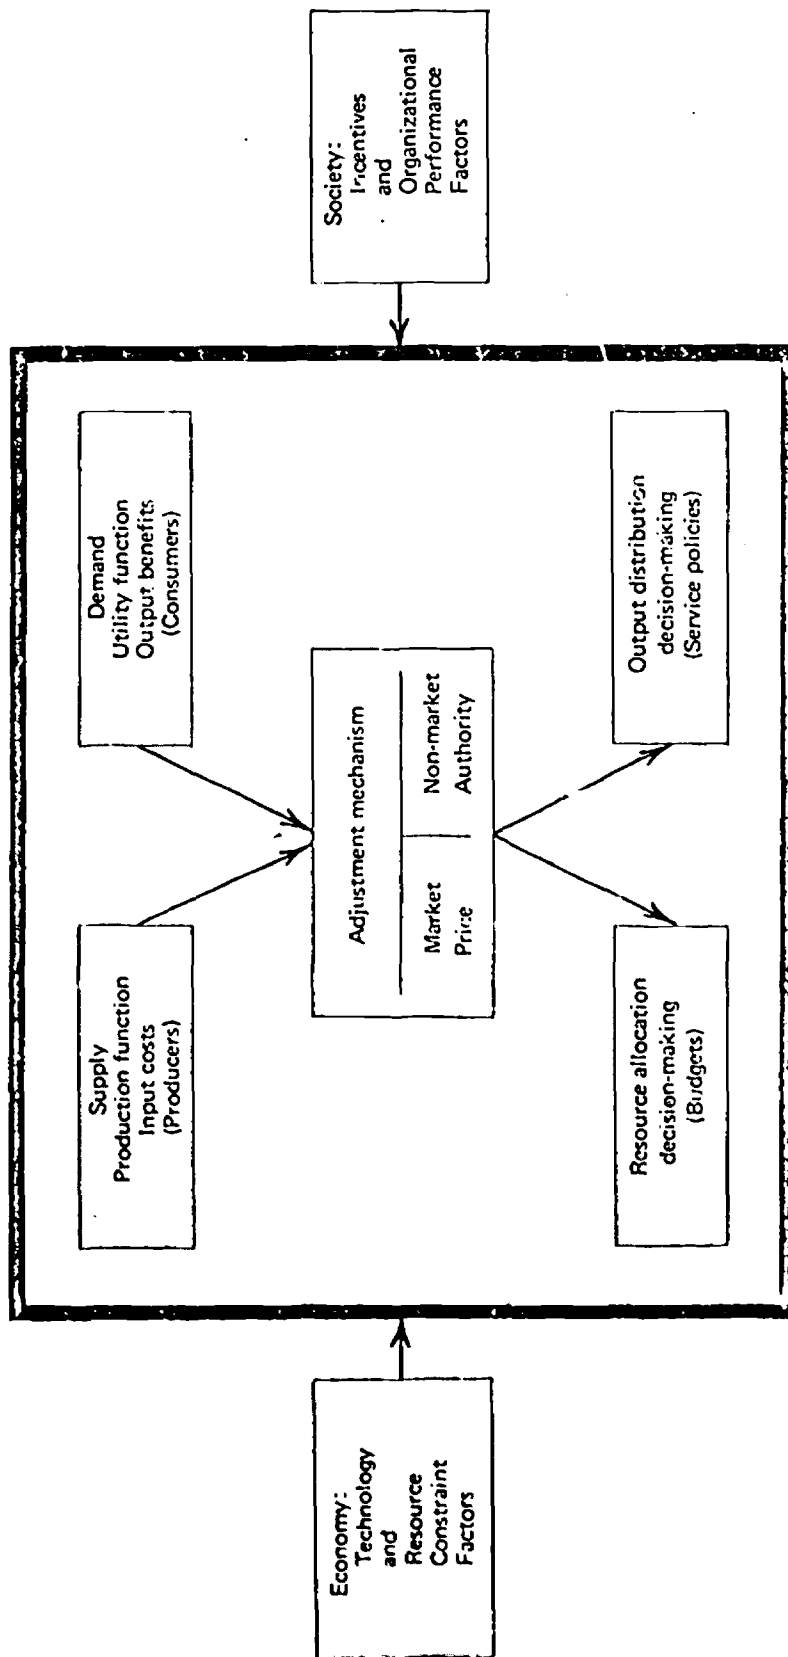 Economy:
Technology
and
Resource
Constraint
Factors
Supply
Production function
Input costs
(Producers)
Demand
Utility function
Output benefits
(Consumers)
Adjustment mechanism
Market
Price
Non-market
Authority
Resource allocation
decision-making
(Budgets)
Output distribution
decision-making
(Service policies)
Society:
Incentives
and
Organizational
Performance
Factors